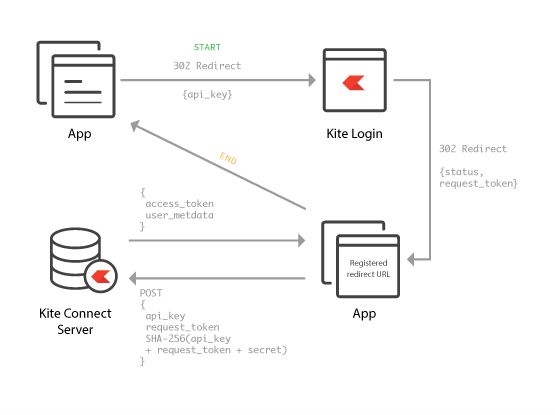 START
302 Redirect
{api_key}
App
Kite Login
END
302 Redirect
{status,
request_token}
{
access_token
user_metdata
}
Registered
redirect URL
Kite Connect
Server
App
POST
{
api_key
request_token
SHA-256(api_key
+ request_token + secret)
}